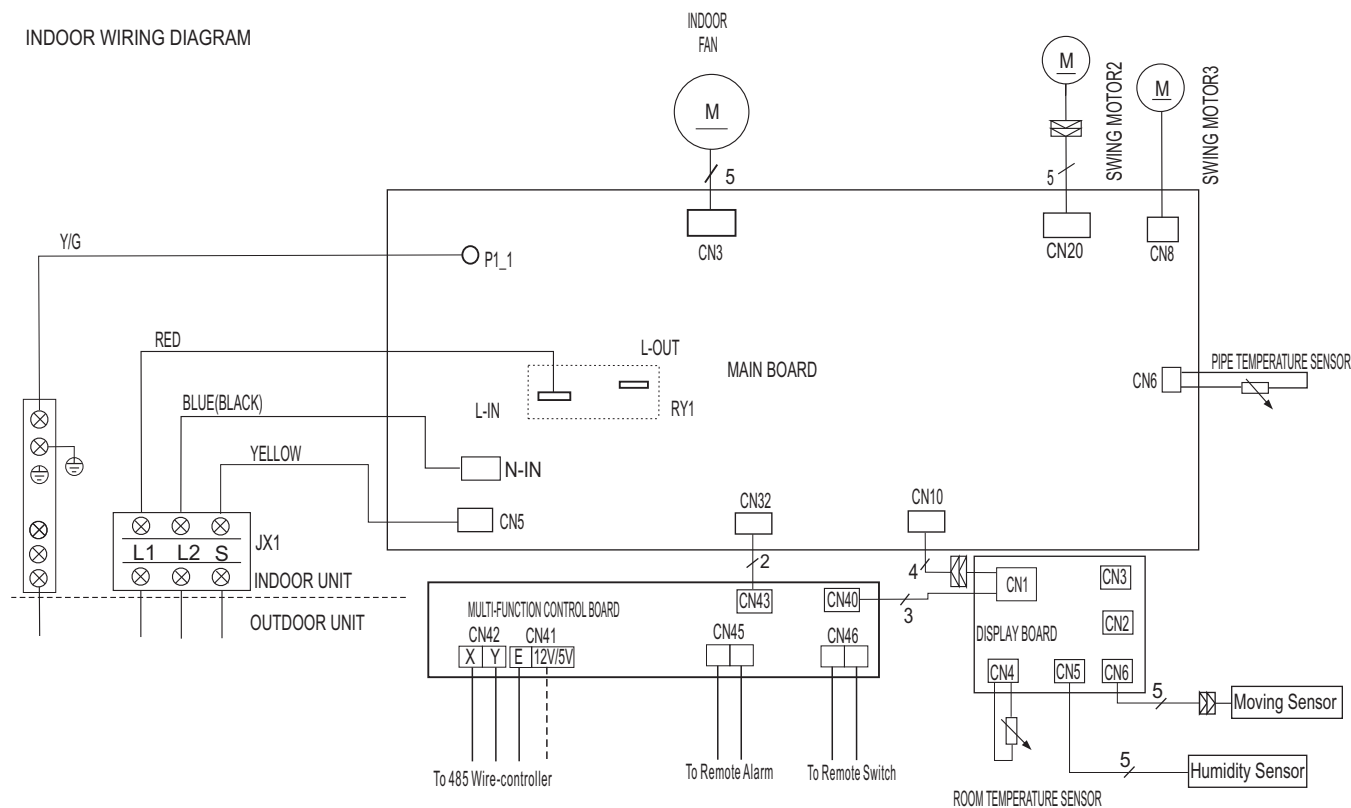 INDOOR WIRING DIAGRAM
INDOOR
FAN
M
M
M
SWING MOTOR2
SWING MOTOR3
5
5
CN3
CN20
CN8
Y/G
P1_1
RED
L-OUT
MAIN BOARD
CN6
PIPE TEMPERATURE SENSOR
BLUE(BLACK)
L-IN
RY1
YELLOW
N-IN
CN5
CN32
CN10
L1 L2 S
JX1
INDOOR UNIT
OUTDOOR UNIT
2
4
3
MULTI-FUNCTION CONTROL BOARD
CN43
CN40
CN42
CN41
X Y E 12V/5V
CN45
CN46
CN1
CN3
CN2
DISPLAY BOARD
CN4
CN5
CN6
5
Moving Sensor
5
Humidity Sensor
To 485 Wire-controller
To Remote Alarm
To Remote Switch
ROOM TEMPERATURE SENSOR